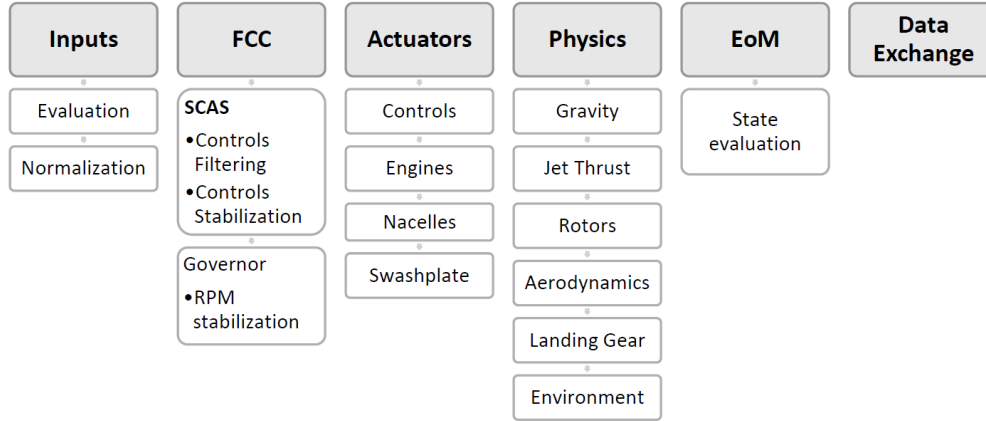 Inputs
Evaluation
Normalization
FCC
SCAS
•Controls
Filtering
•Controls
Stabilization
Governor
•RPM
stabilization
Actuators
Controls
Engines
Nacelles
Swashplate
Physics
Gravity
Jet Thrust
Rotors
Aerodynamics
Landing Gear
Environment
EoM
State
evaluation
Data
Exchange